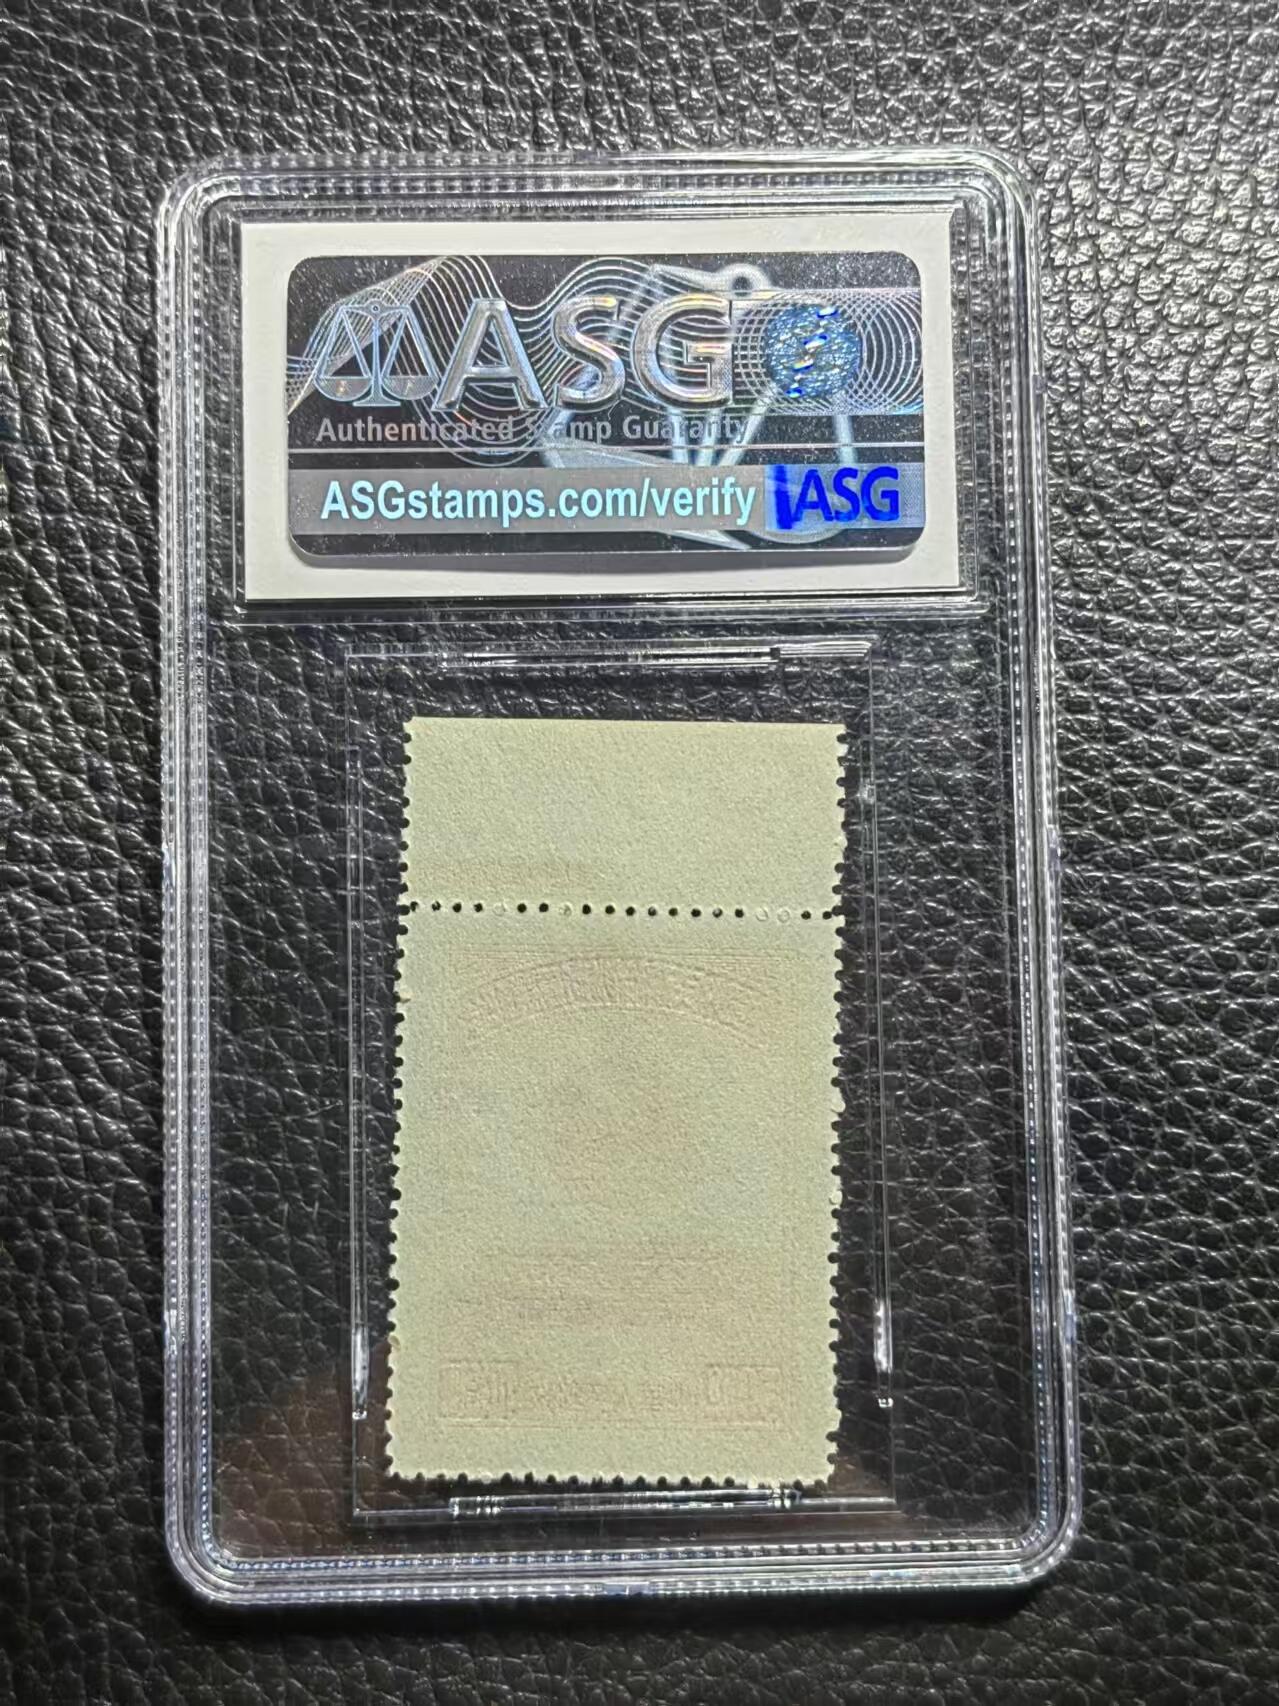 ASG
Authenticated Stamp Guaranty
ASGstamps.com/verify ASG